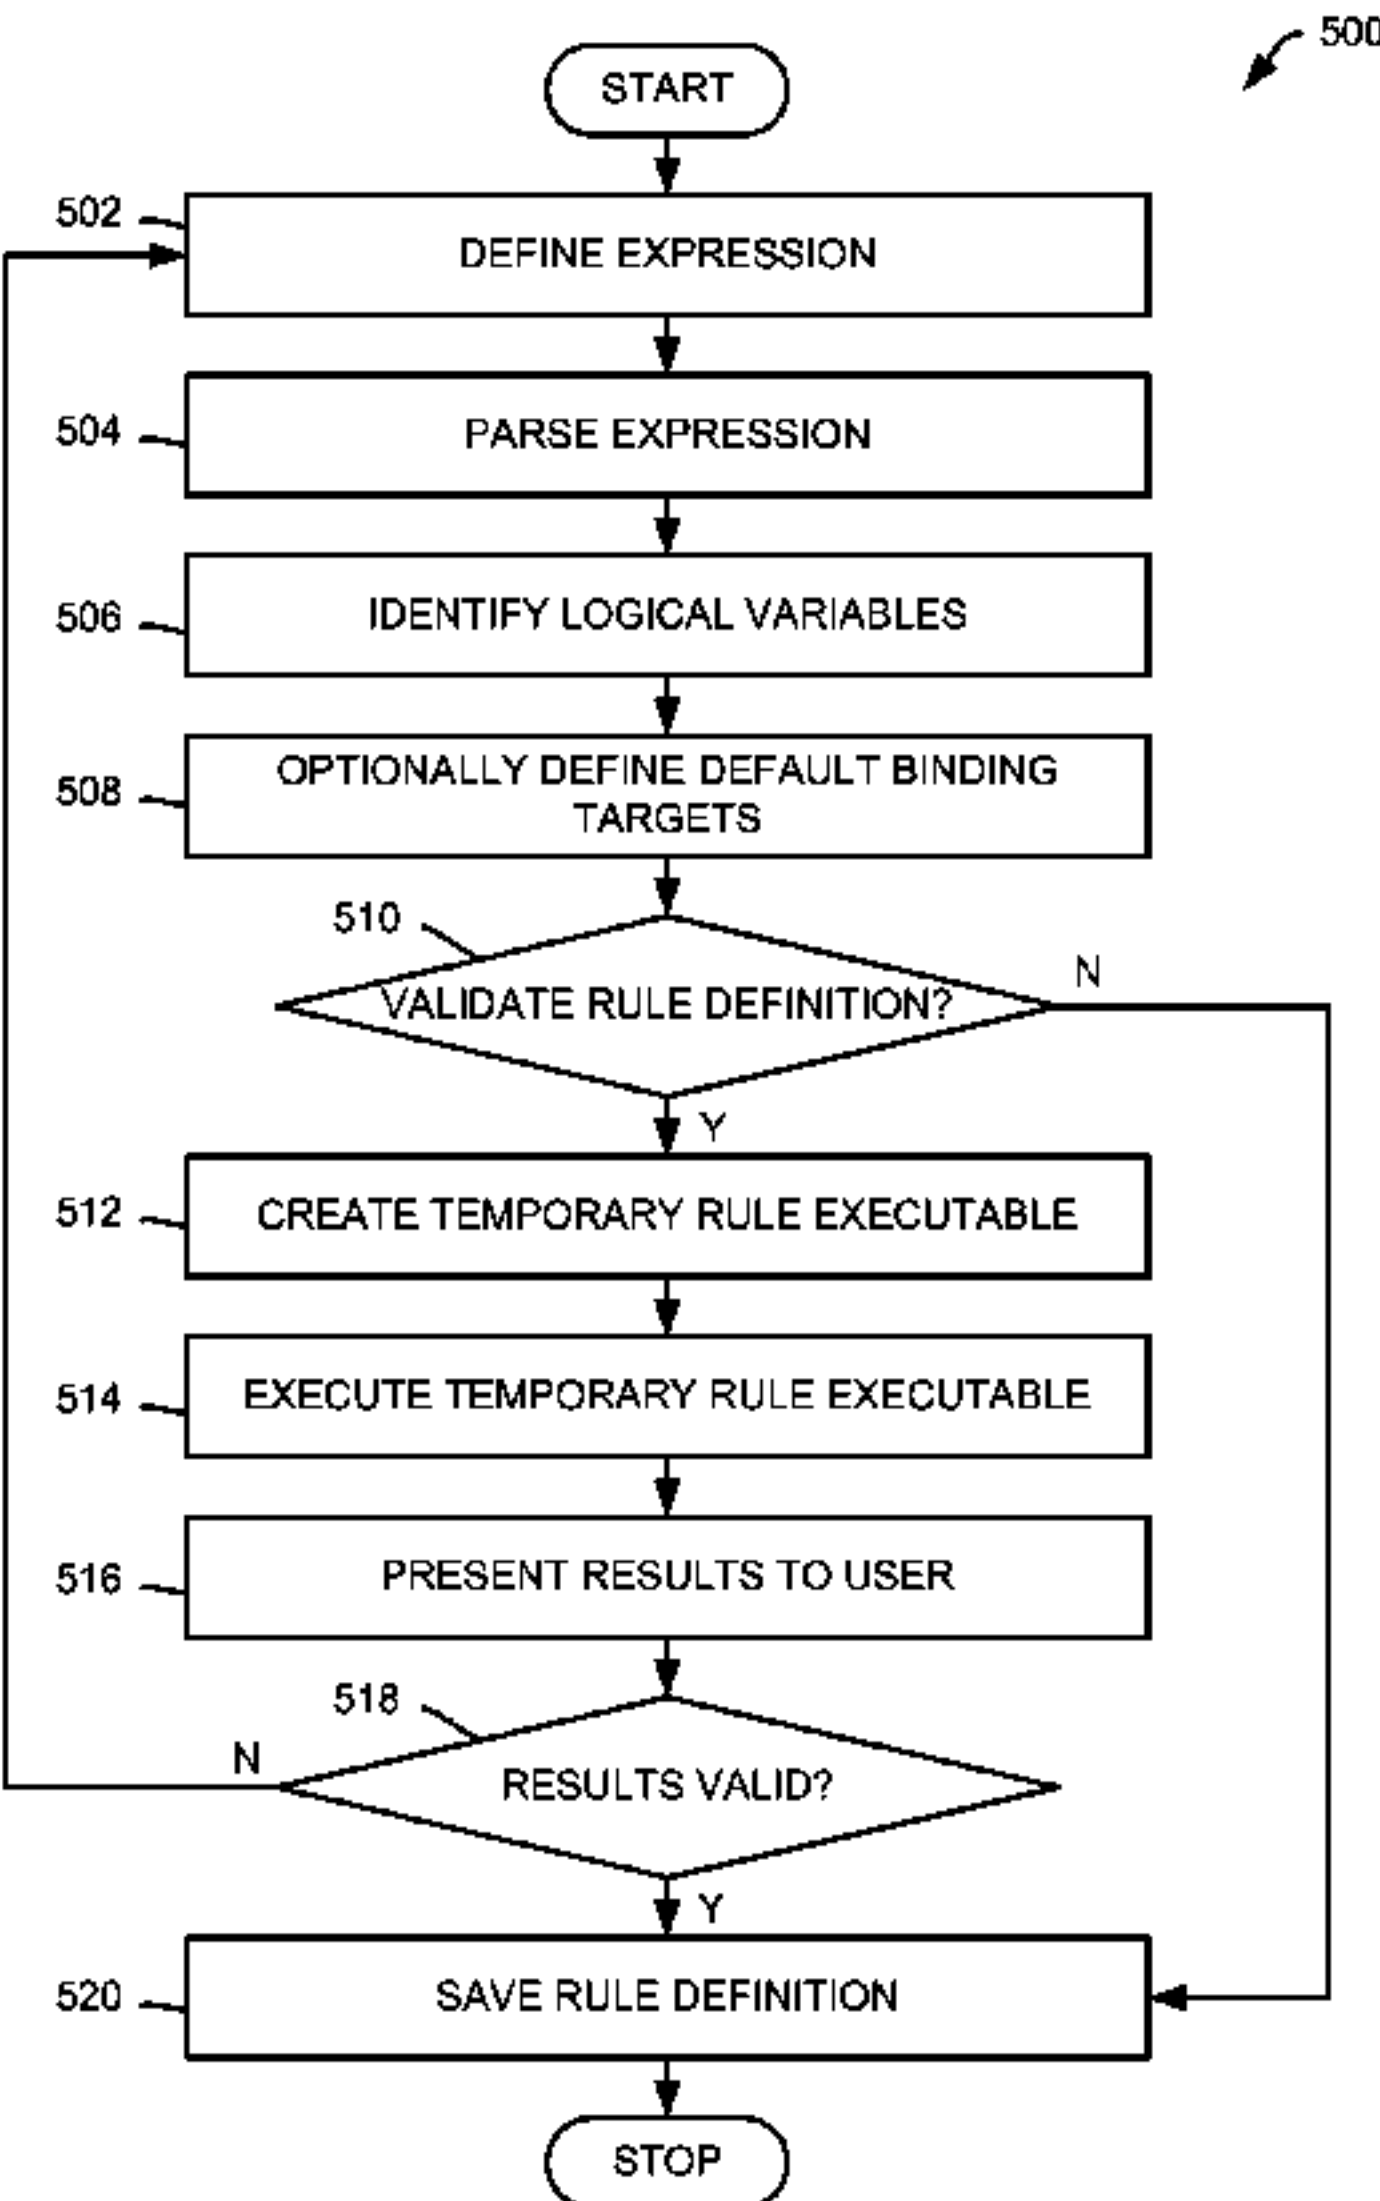 500
START
502
DEFINE EXPRESSION
504
PARSE EXPRESSION
506
IDENTIFY LOGICAL VARIABLES
508
OPTIONALLY DEFINE DEFAULT BINDING
TARGETS
510
VALIDATE RULE DEFINITION?
N
Y
512
CREATE TEMPORARY RULE EXECUTABLE
514
EXECUTE TEMPORARY RULE EXECUTABLE
516
PRESENT RESULTS TO USER
518
N
RESULTS VALID?
Y
520
SAVE RULE DEFINITION
STOP